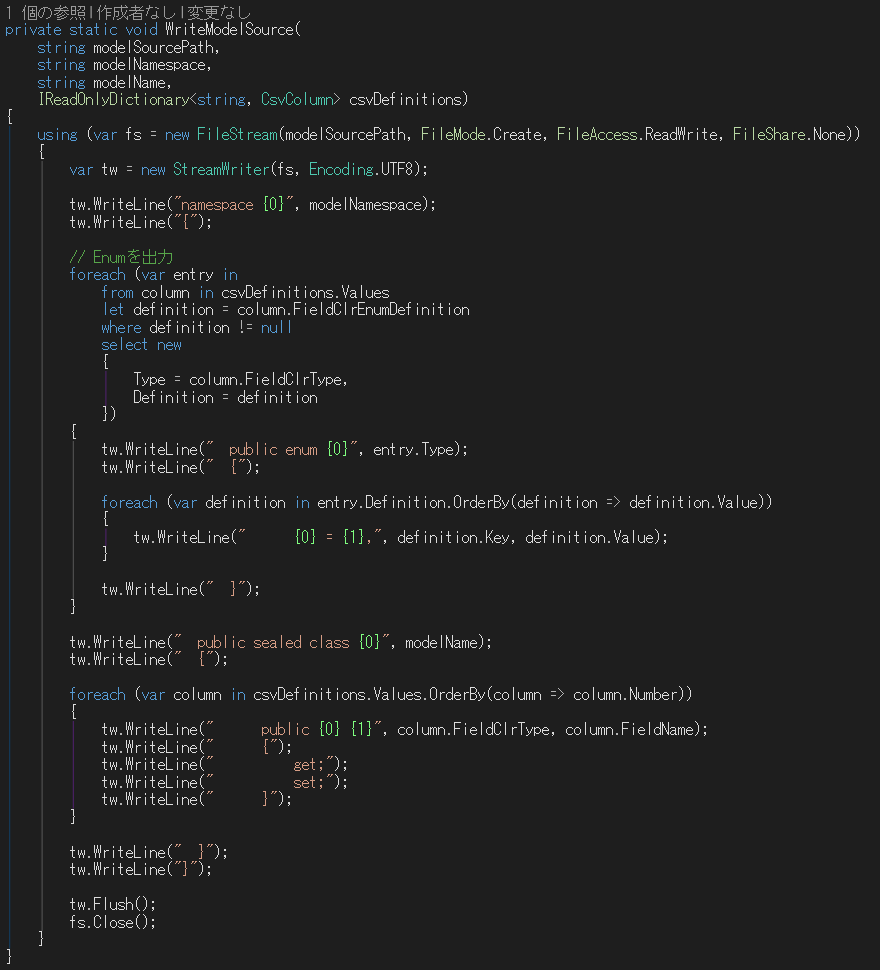 1 個の参照|作成者なし|変更なし
private static void WriteModelSource(
    string modelSourcePath,
    string modelNamespace,
    string modelName,
    IReadOnlyDictionary<string, CsvColumn> csvDefinitions)
{
    using (var fs = new FileStream(modelSourcePath, FileMode.Create, FileAccess.ReadWrite, FileShare.None))
    {
        var tw = new StreamWriter(fs, Encoding.UTF8);

        tw.WriteLine("namespace {0}", modelNamespace);
        tw.WriteLine("{");

        // Enumを出力
        foreach (var entry in
            from column in csvDefinitions.Values
            let definition = column.FieldClrEnumDefinition
            where definition != null
            select new
            {
                Type = column.FieldClrType,
                Definition = definition
            })
        {
            tw.WriteLine("  public enum {0}", entry.Type);
            tw.WriteLine("  {");

            foreach (var definition in entry.Definition.OrderBy(definition => definition.Value))
            {
                tw.WriteLine("      {0} = {1},", definition.Key, definition.Value);
            }

            tw.WriteLine("  }");
        }

        tw.WriteLine("  public sealed class {0}", modelName);
        tw.WriteLine("  {");

        foreach (var column in csvDefinitions.Values.OrderBy(column => column.Number))
        {
            tw.WriteLine("      public {0} {1}", column.FieldClrType, column.FieldName);
            tw.WriteLine("      {");
            tw.WriteLine("          get;");
            tw.WriteLine("          set;");
            tw.WriteLine("      }");
        }

        tw.WriteLine("  }");
        tw.WriteLine("}");

        tw.Flush();
        fs.Close();
    }
}